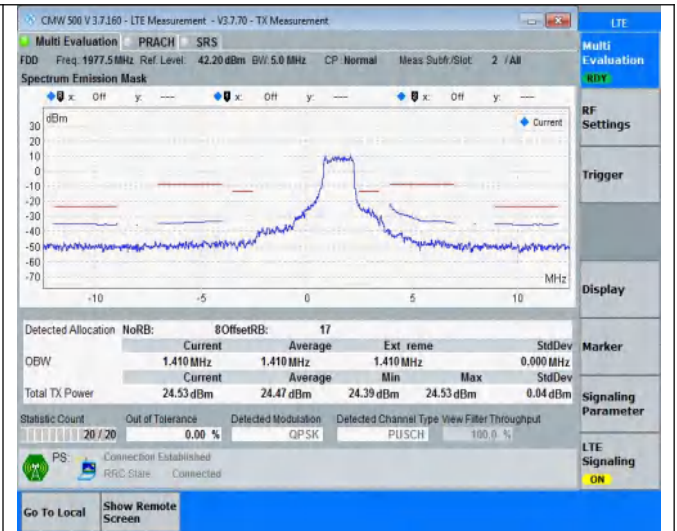 CMW 500 V 3.7.160 - LTE Measurement - V3.7.70 - TX Measurement
LTE
Multi Evaluation PRACH SRS
Multi
Evaluation
RDY
FDD Freq: 1977.5 MHz Ref. Level: 42.20 dBm BW: 5.0 MHz CP: Normal Meas Subfr./Slot: 2 / All
Spectrum Emission Mask
x: Off y: --- x: Off y: --- x: Off y: ---
dBm
Current
30
20
10
0
-10
-20
-30
-40
-50
-60
-70
MHz
-10 -5 0 5 10
RF
Settings
Trigger
Display
Marker
Signaling
Parameter
LTE
Signaling
ON
Detected Allocation NoRB: 8 OffsetRB: 17
Current Average Ext reme StdDev
OBW 1.410 MHz 1.410 MHz 1.410 MHz 0.000 MHz
Current Average Min Max StdDev
Total TX Power 24.53 dBm 24.47 dBm 24.39 dBm 24.53 dBm 0.04 dBm
Statistic Count Out of Tolerance Detected Modulation Detected Channel Type View Filter Throughput
20 / 20 0.00 % QPSK PUSCH 100.0 %
PS: Connection Established
RRC State Connected
Go To Local
Show Remote
Screen